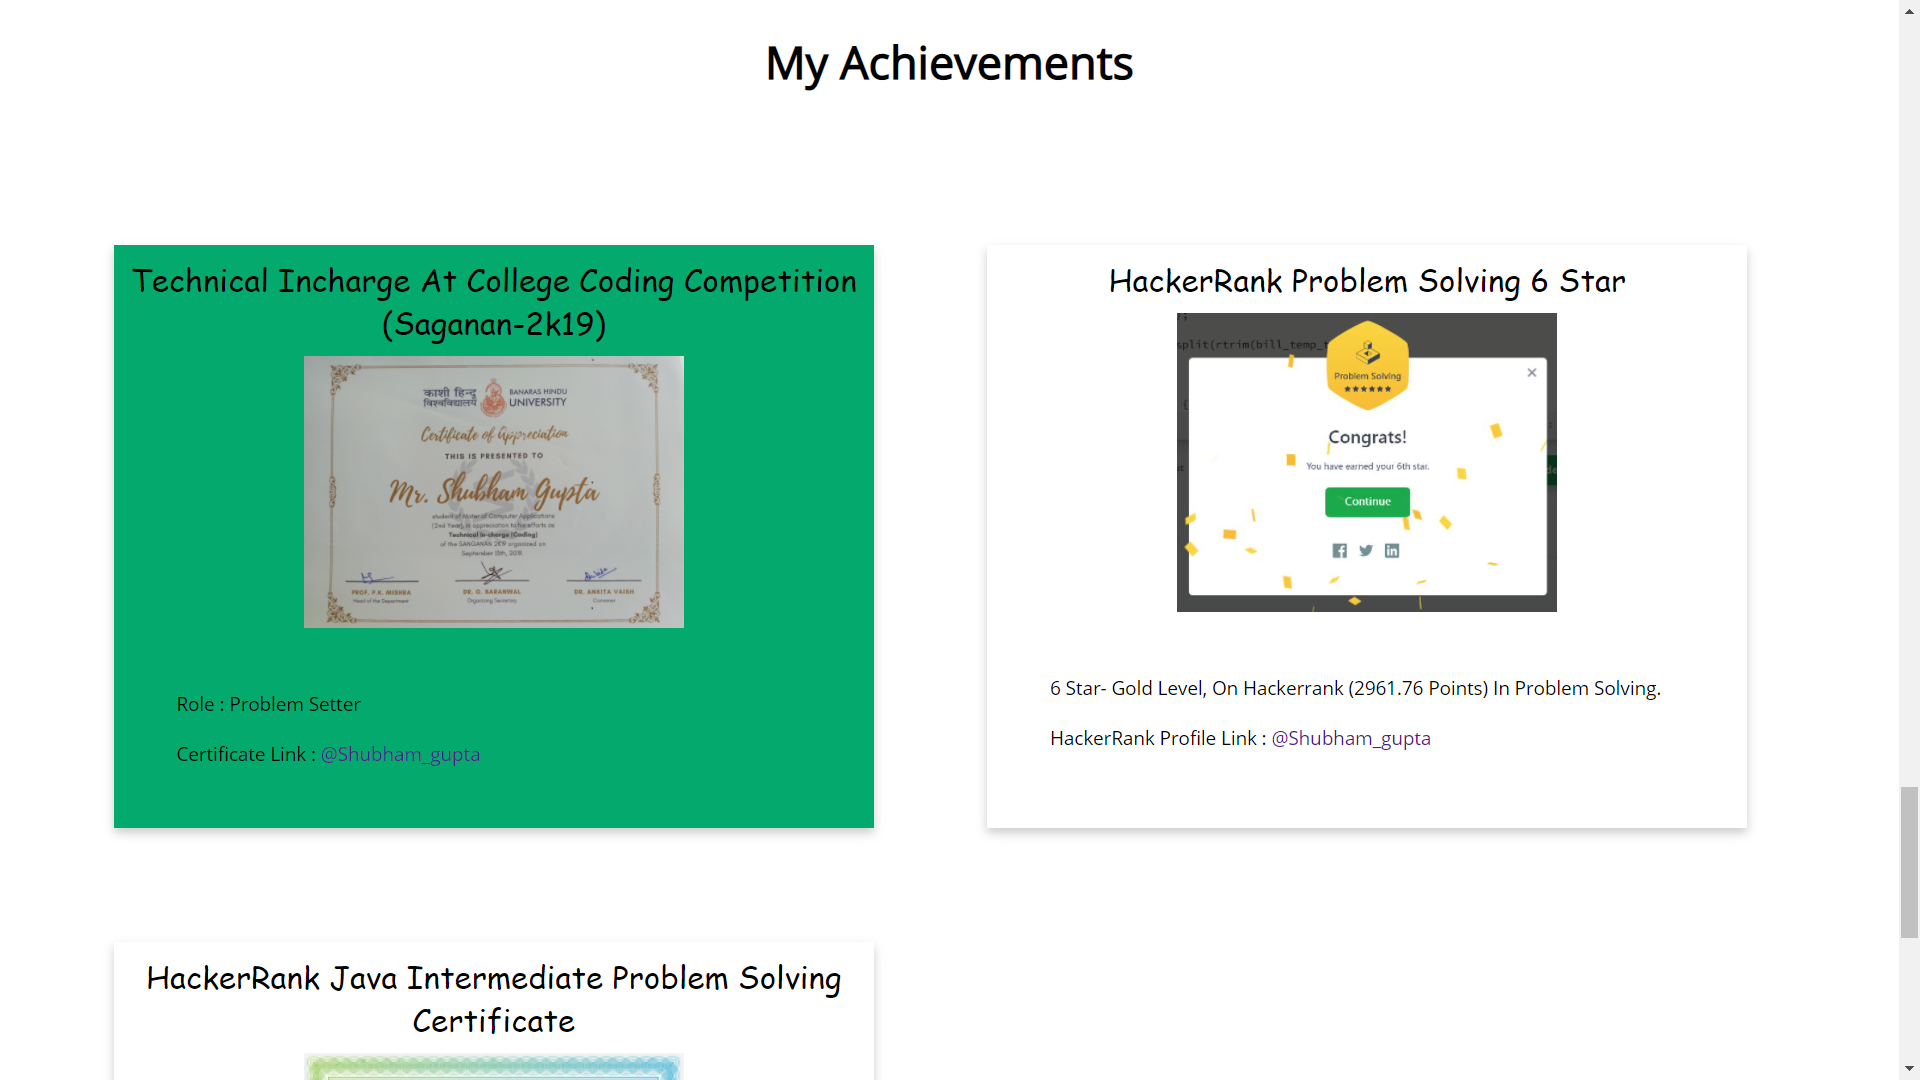 My Achievements
Technical Incharge At College Coding Competition
(Saganan-2k19)
काशी हिन्दू
विश्वविद्यालय
BANARAS HINDU
UNIVERSITY
Certificate of Appreciation
THIS IS PRESENTED TO
Mr. Shubham Gupta
student of Mater of Computer Applications
(2nd Year), in appreciation to his efforts as
Technical In-charge (Coding)
of the SANGANAN 2K19 organized on
September 13th, 2019.
PROF. P.K. MISHRA
Head of the Department
DR. G. BARANWAL
Organizing Secretary
DR. ANKITA VAISH
Convener
Role : Problem Setter
Certificate Link : @Shubham_gupta
HackerRank Problem Solving 6 Star
split(rtrim(bill_temp_t
Problem Solving
Congrats!
You have earned your 6th star.
Continue
6 Star- Gold Level, On Hackerrank (2961.76 Points) In Problem Solving.
HackerRank Profile Link : @Shubham_gupta
HackerRank Java Intermediate Problem Solving
Certificate